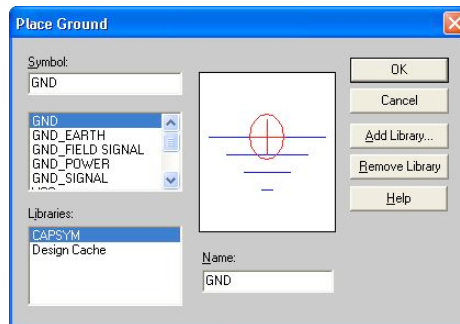 Place Ground
Symbol:
GND
GND
GND_EARTH
GND_FIELD SIGNAL
GND_POWER
GND_SIGNAL
Libraries:
CAPSYM
Design Cache
Name:
GND
OK
Cancel
Add Library...
Remove Library
Help